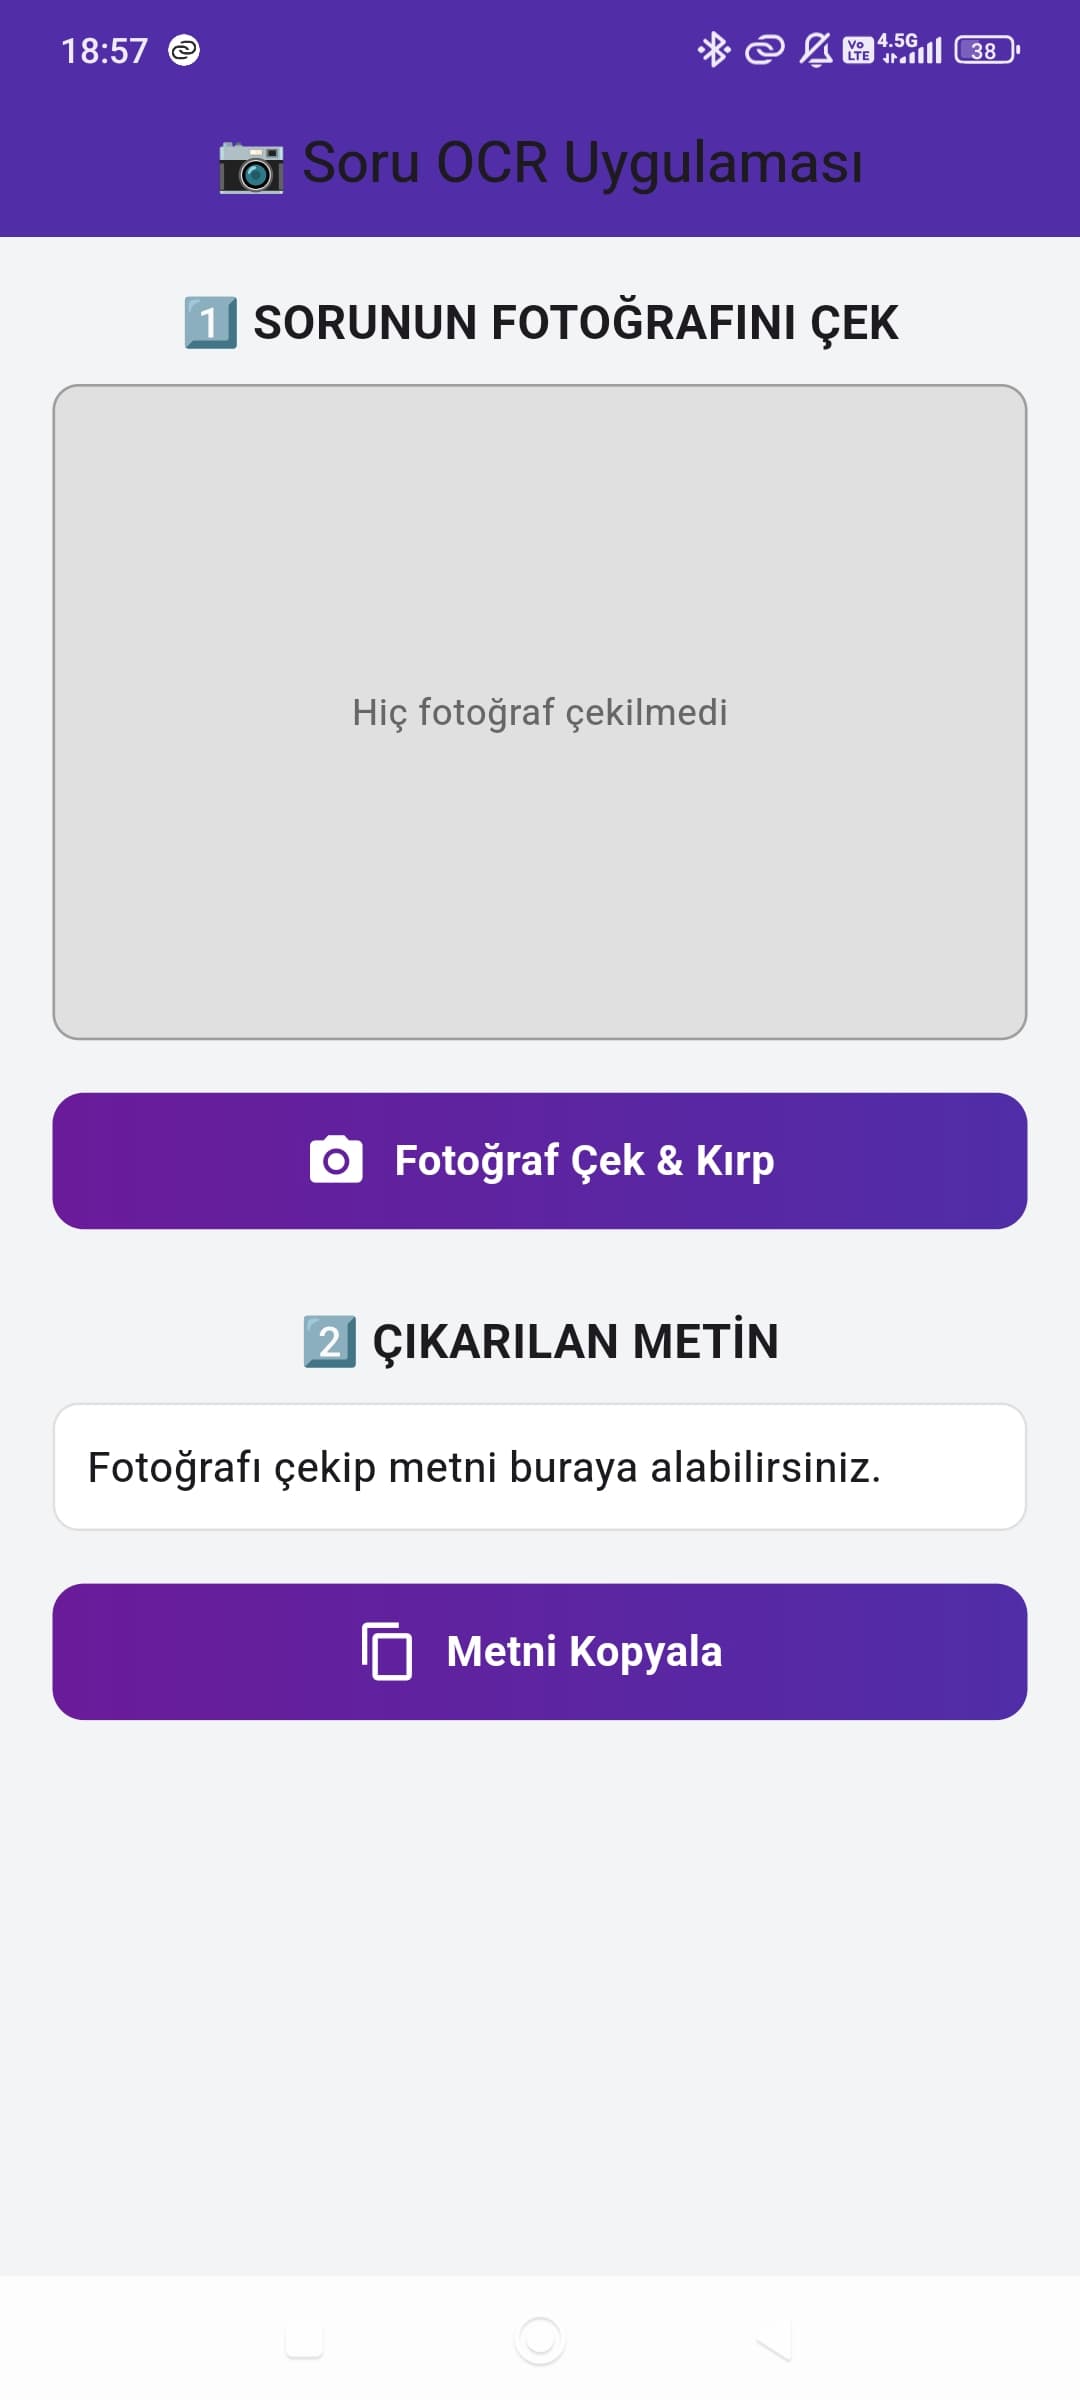 18:57
Vo LTE 4.5G 38
📷 Soru OCR Uygulaması
1️⃣ SORUNUN FOTOĞRAFINI ÇEK
Hiç fotoğraf çekilmedi
Fotoğraf Çek & Kırp
2️⃣ ÇIKARILAN METİN
Fotoğrafı çekip metni buraya alabilirsiniz.
Metni Kopyala